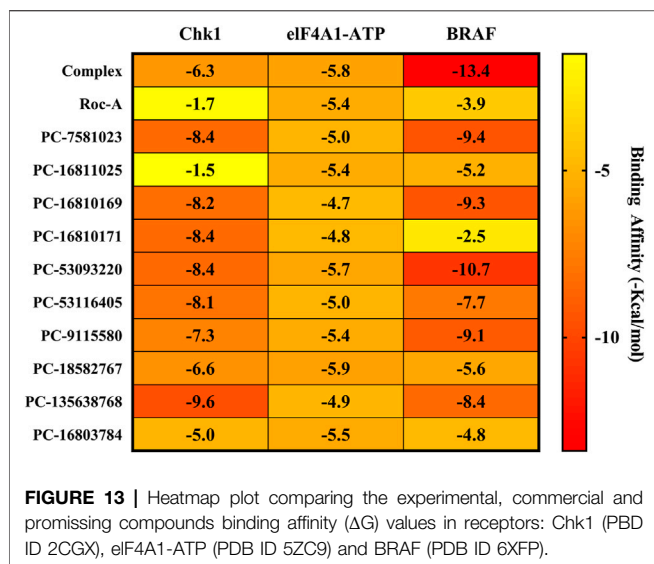 Chk1 elF4A1-ATP BRAF
Complex -6.3 -5.8 -13.4
Roc-A -1.7 -5.4 -3.9
PC-7581023 -8.4 -5.0 -9.4
PC-16811025 -1.5 -5.4 -5.2
PC-16810169 -8.2 -4.7 -9.3
PC-16810171 -8.4 -4.8 -2.5
PC-53093220 -8.4 -5.7 -10.7
PC-53116405 -8.1 -5.0 -7.7
PC-9115580 -7.3 -5.4 -9.1
PC-18582767 -6.6 -5.9 -5.6
PC-135638768 -9.6 -4.9 -8.4
PC-16803784 -5.0 -5.5 -4.8
-5
-10
Binding Affinity (-Kcal/mol)
FIGURE 13 | Heatmap plot comparing the experimental, commercial and
promissing compounds binding affinity (ΔG) values in receptors: Chk1 (PBD
ID 2CGX), elF4A1-ATP (PDB ID 5ZC9) and BRAF (PDB ID 6XFP).